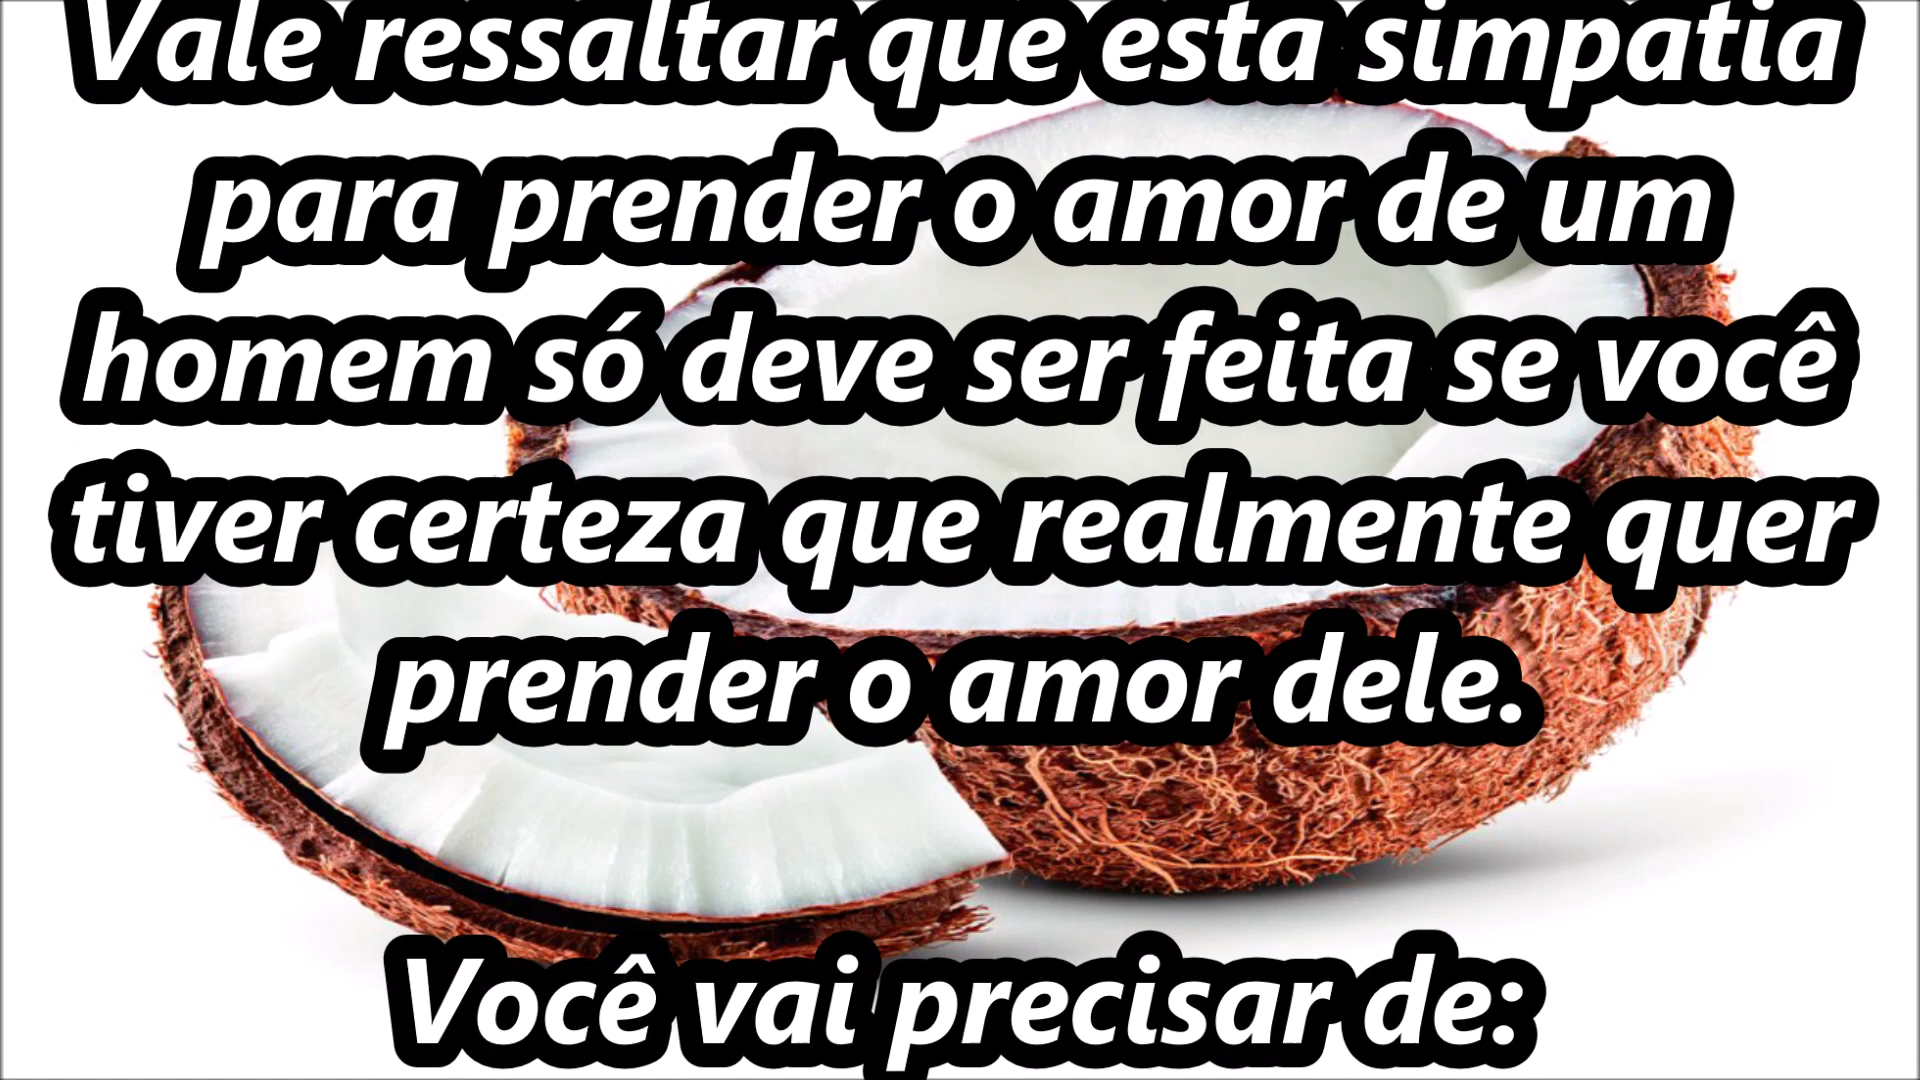 Vale ressaltar que esta simpatia
para prender o amor de um
homem só deve ser feita se você
tiver certeza que realmente quer
prender o amor dele.
Você vai precisar de: